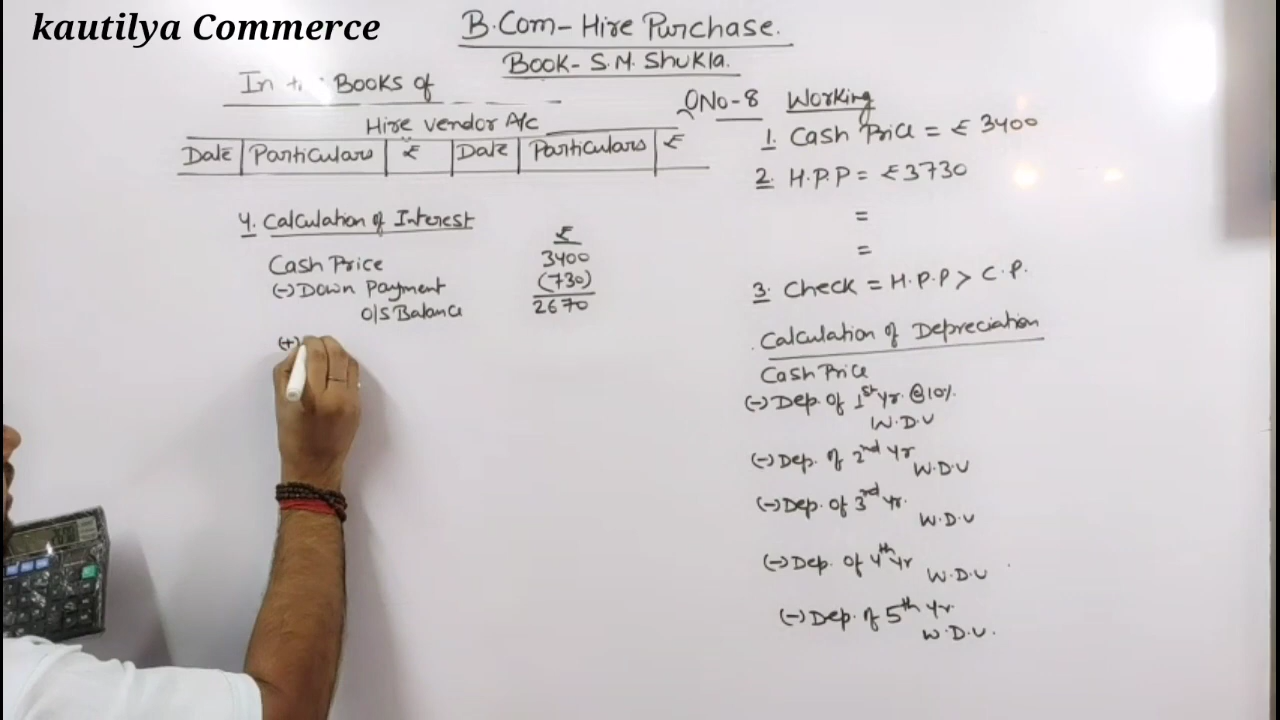 kautilya Commerce
B.Com - Hire Purchase.
Book - S.M. Shukla.
In Books of
QNo-8
Hire vendor A/c
Date Particulars ₹ Date Particulars ₹
4. Calculation of Interest
₹
Cash Price 3400
(-) Down Payment (730)
O/S Balance 2670
(+)
Working
1. Cash Price = ₹ 3400
2. H.P.P = ₹3730
=
=
3. Check = H.P.P > C.P.
Calculation of Depreciation
Cash Price
(-) Dep. of 1st Yr. @10%
W.D.V
(-) Dep. of 2nd Yr
W.D.V
(-) Dep. of 3rd Yr.
W.D.V
(-) Dep. of 4th Yr
W.D.V
(-) Dep. of 5th Yr.
W.D.V.